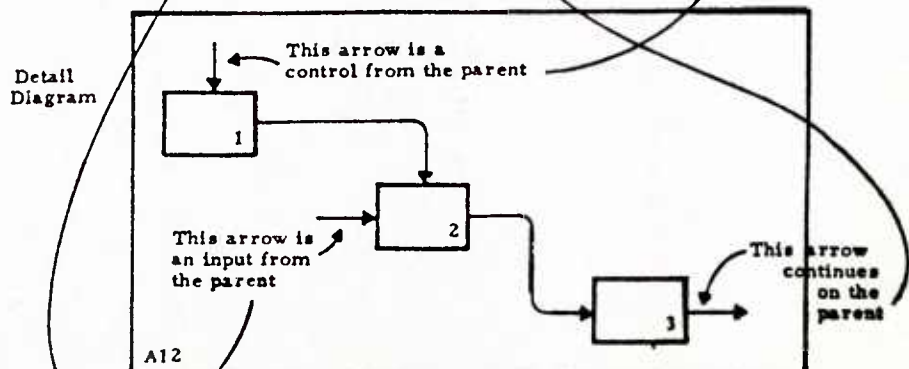 This arrow is a
control from the parent
Detail
Diagram
1
2
This arrow is
an input from
the parent
This arrow
continues
on the
parent
3
A12